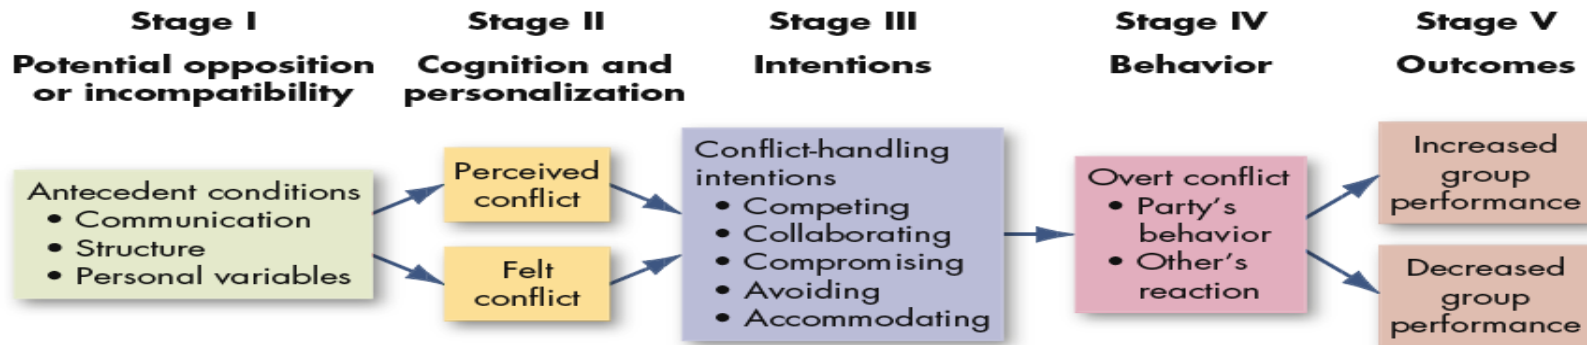 Stage I
Potential opposition
or incompatibility
Antecedent conditions
• Communication
• Structure
• Personal variables
Stage II
Cognition and
personalization
Perceived
conflict
Felt
conflict
Stage III
Intentions
Conflict-handling
intentions
• Competing
• Collaborating
• Compromising
• Avoiding
• Accommodating
Stage IV
Behavior
Overt conflict
• Party's
behavior
• Other's
reaction
Stage V
Outcomes
Increased
group
performance
Decreased
group
performance